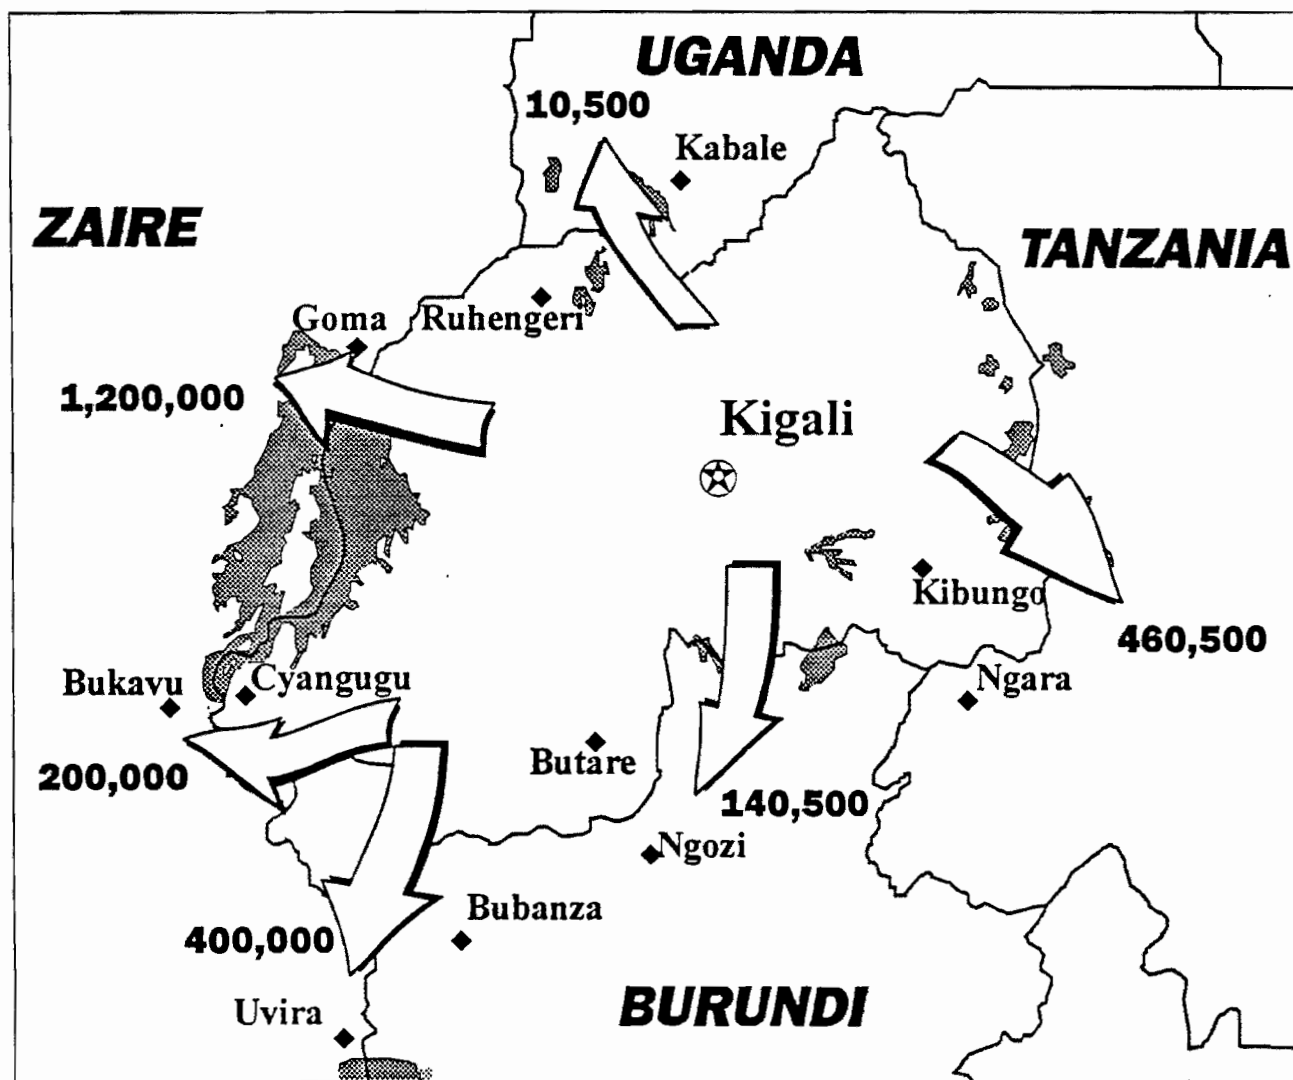 UGANDA
10,500
Kabale
ZAIRE
TANZANIA
Goma
Ruhengeri
1,200,000
Kigali
Kibungo
460,500
Bukavu
Cyangugu
Ngara
200,000
Butare
140,500
Ngozi
Bubanza
400,000
Uvira
BURUNDI